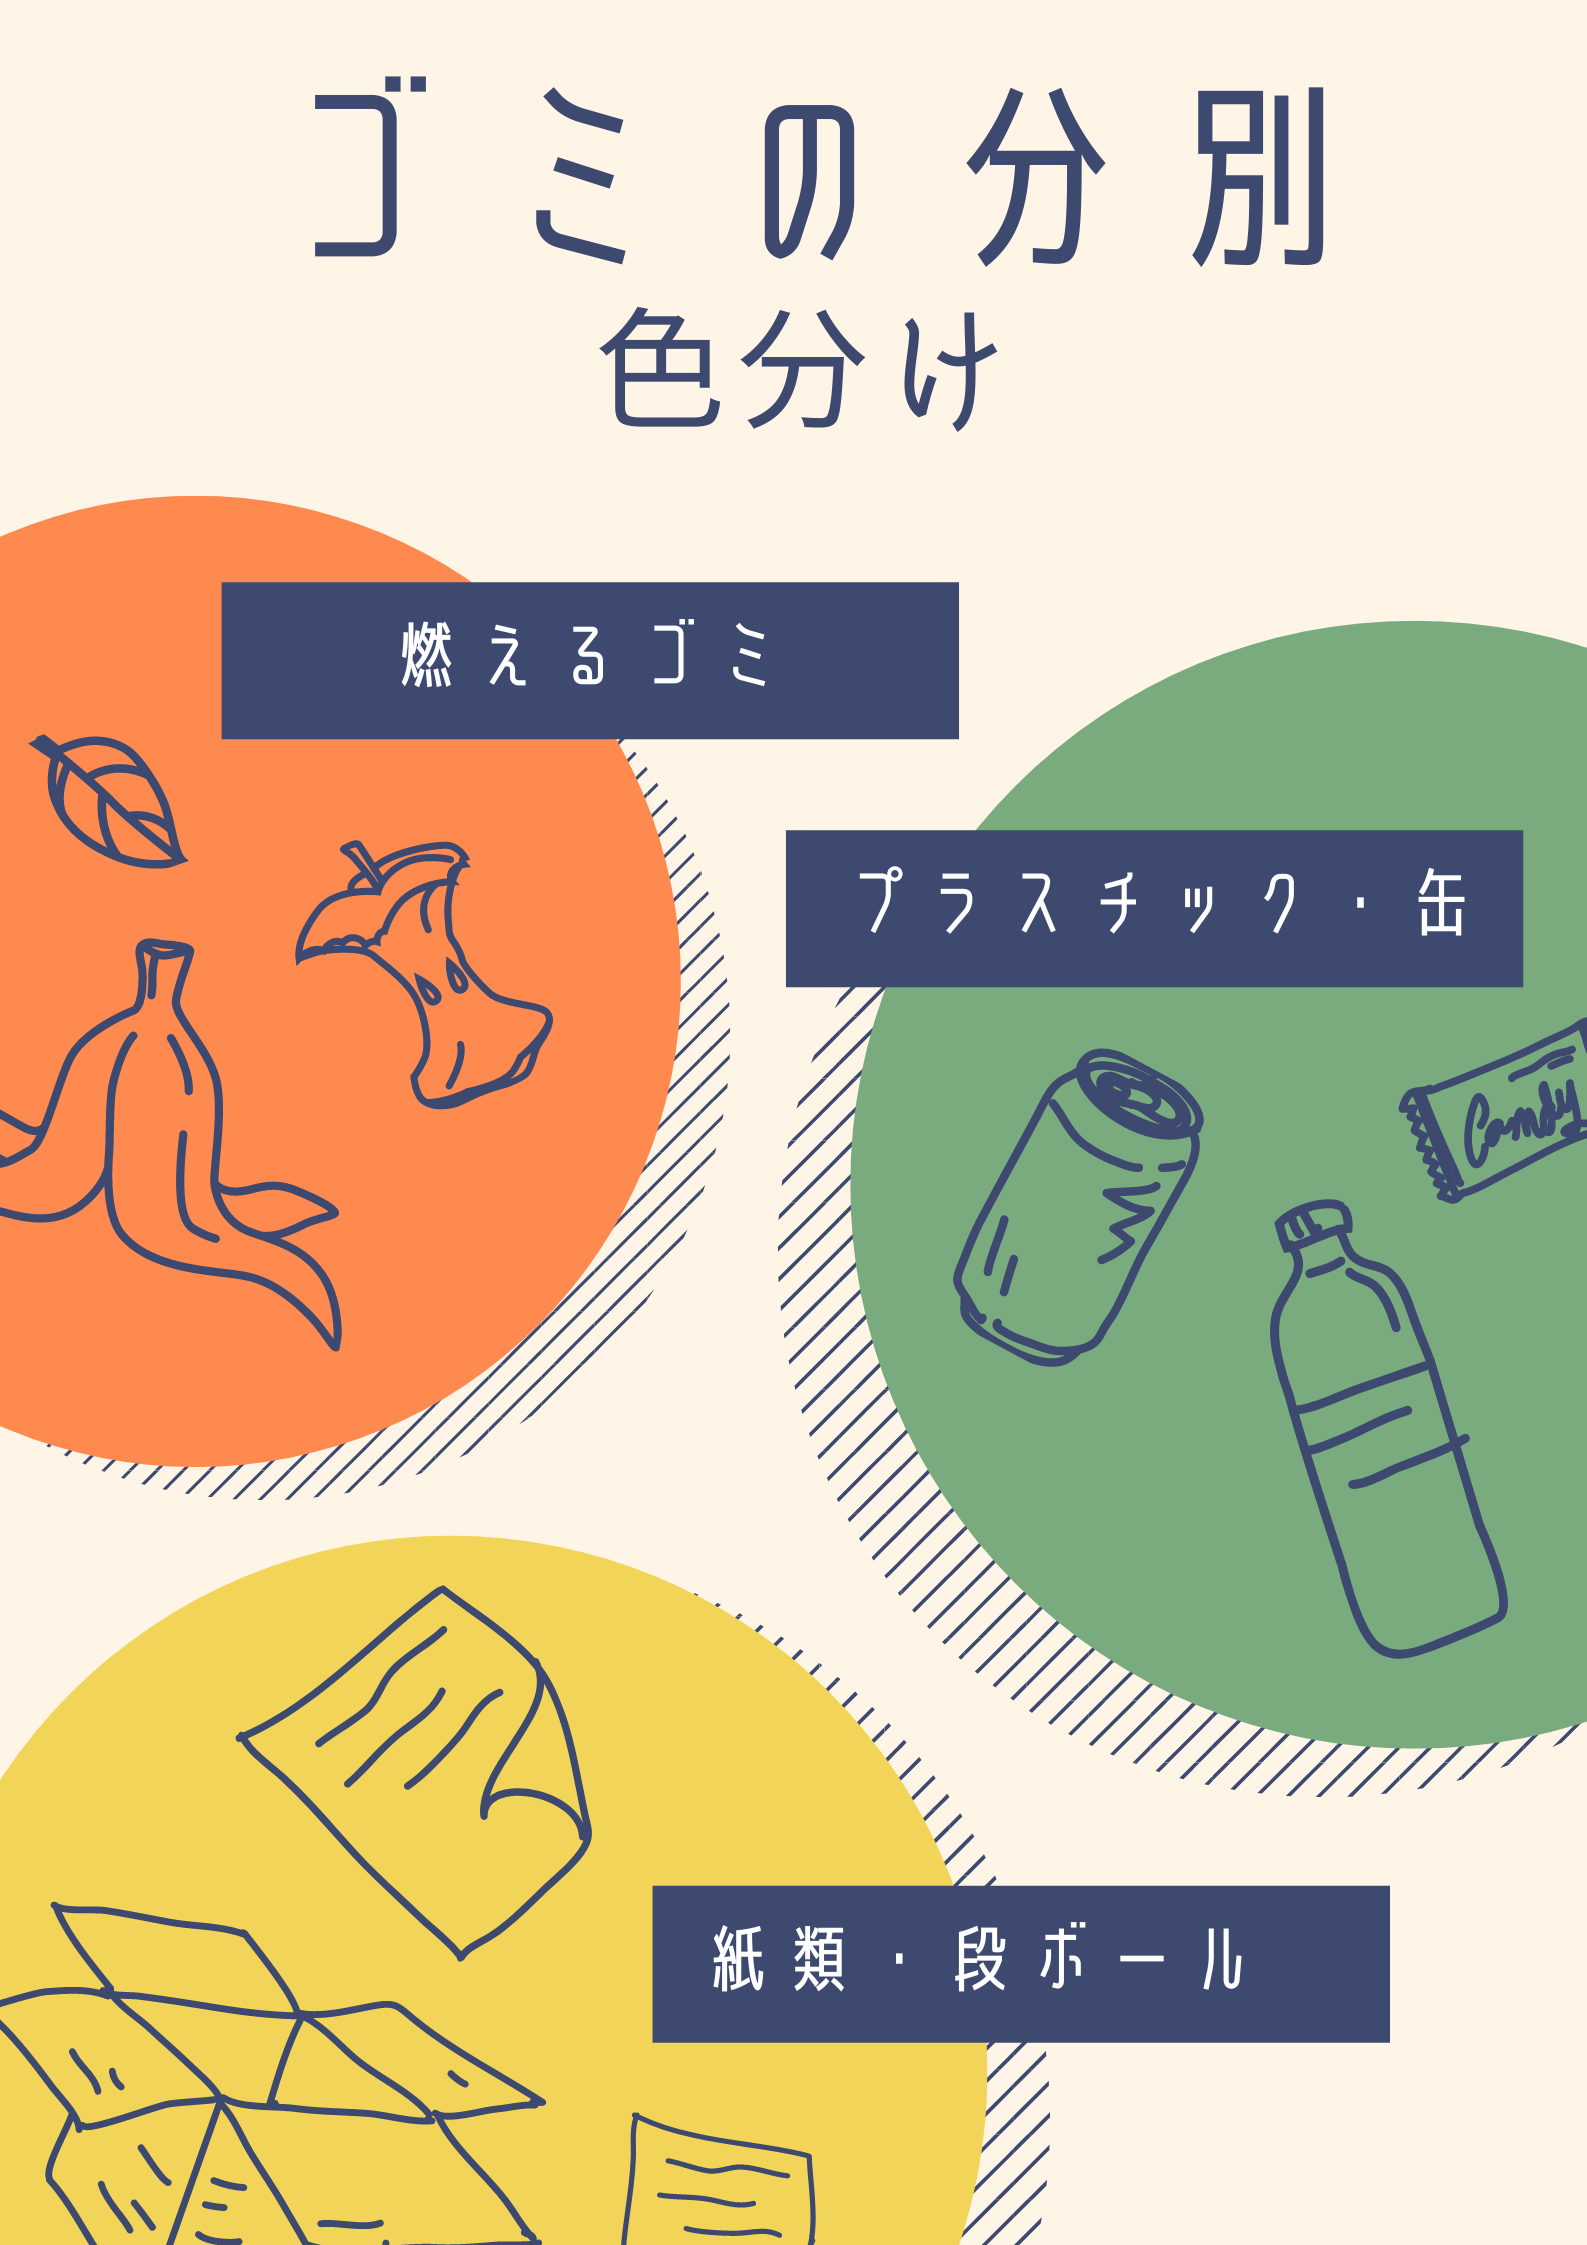 ゴミの分別
色分け
燃えるゴミ
プラスチック・缶
Candy
紙類・段ボール